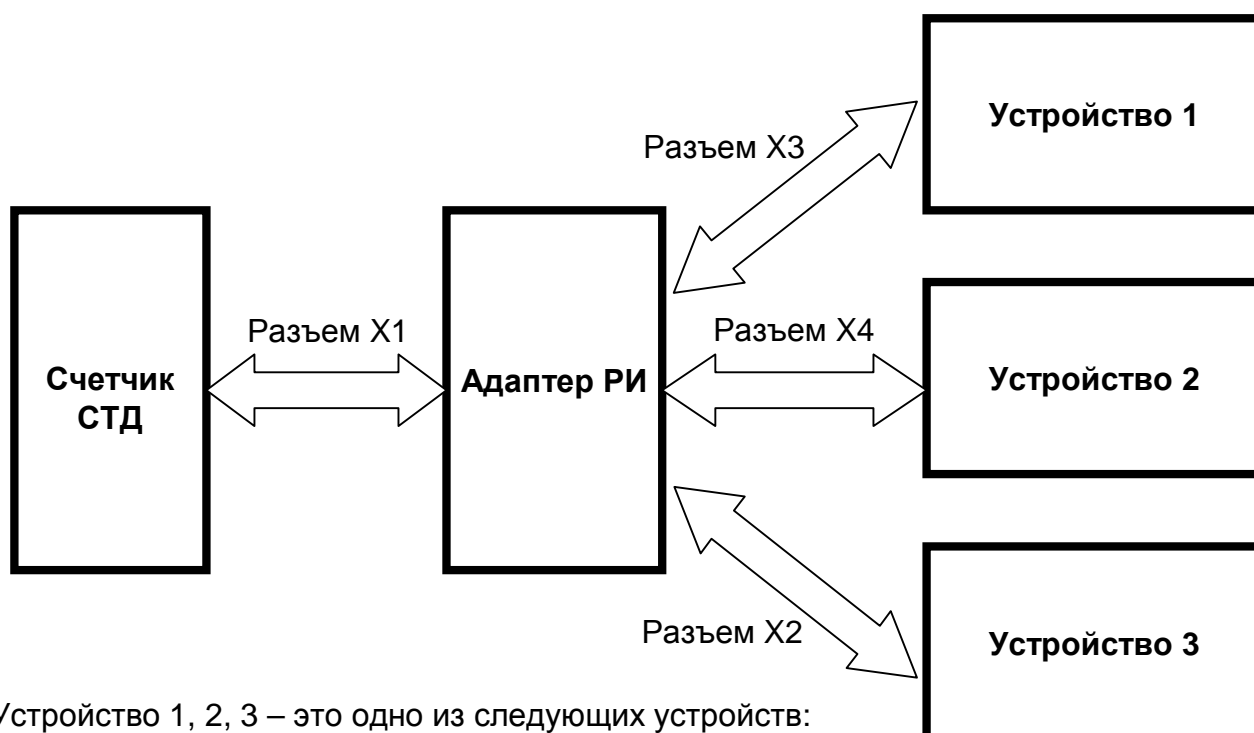 Устройство 1
Разъем X3
Разъем X1
Разъем X4
Счетчик
СТД
Адаптер РИ
Устройство 2
Разъем X2
Устройство 3
Устройство 1, 2, 3 – это одно из следующих устройств: